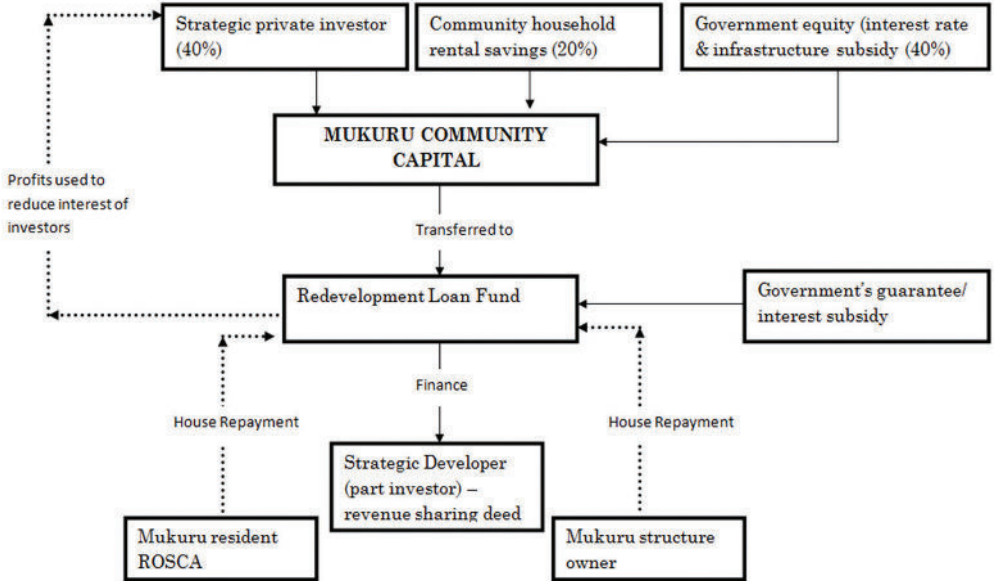 Strategic private investor
(40%)
Community household
rental savings (20%)
Government equity (interest rate
& infrastructure subsidy (40%)
MUKURU COMMUNITY
CAPITAL
Profits used to
reduce interest of
investors
Transferred to
Redevelopment Loan Fund
Government's guarantee/
interest subsidy
Finance
House Repayment
House Repayment
Strategic Developer
(part investor) –
revenue sharing deed
Mukuru resident
ROSCA
Mukuru structure
owner